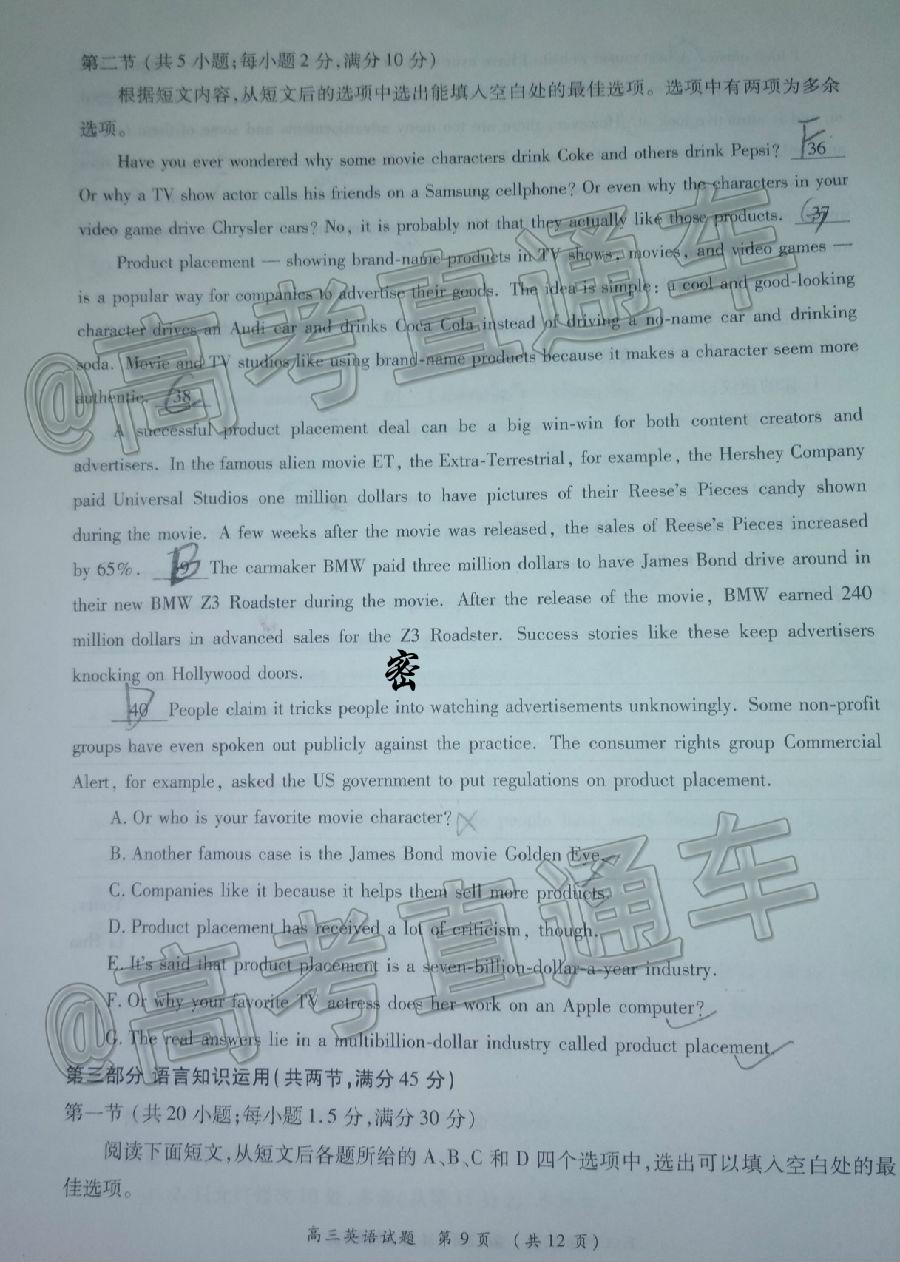 第二节 (共5小题;每小题2分,满分10分)
根据短文内容,从短文后的选项中选出能填入空白处的最佳选项。选项中有两项为多余
选项。
Have you ever wondered why some movie characters drink Coke and others drink Pepsi? F 36
Or why a TV show actor calls his friends on a Samsung cellphone? Or even why the characters in your
video game drive Chrysler cars? No, it is probably not that they actually like those products. G 37
Product placement — showing brand-name products in TV shows, movies, and video games —
is a popular way for companies to advertise their goods. The idea is simple: a cool and good-looking
character drives an Audi car and drinks Coca Cola instead of driving a no-name car and drinking
soda. Movie and TV studios like using brand-name products because it makes a character seem more
authentic. C 38
A successful product placement deal can be a big win-win for both content creators and
advertisers. In the famous alien movie ET, the Extra-Terrestrial, for example, the Hershey Company
paid Universal Studios one million dollars to have pictures of their Reese's Pieces candy shown
during the movie. A few weeks after the movie was released, the sales of Reese's Pieces increased
by 65%. B 39 The carmaker BMW paid three million dollars to have James Bond drive around in
their new BMW Z3 Roadster during the movie. After the release of the movie, BMW earned 240
million dollars in advanced sales for the Z3 Roadster. Success stories like these keep advertisers
knocking on Hollywood doors.
密
D 40 People claim it tricks people into watching advertisements unknowingly. Some non-profit
groups have even spoken out publicly against the practice. The consumer rights group Commercial
Alert, for example, asked the US government to put regulations on product placement.
A. Or who is your favorite movie character?
B. Another famous case is the James Bond movie Golden Eye.
C. Companies like it because it helps them sell more products.
D. Product placement has received a lot of criticism, though.
E. It's said that product placement is a seven-billion-dollar-a-year industry.
F. Or why your favorite TV actress does her work on an Apple computer?
G. The real answers lie in a multibillion-dollar industry called product placement.
第三部分 语言知识运用(共两节,满分45分)
第一节 (共20小题;每小题1.5分,满分30分)
阅读下面短文,从短文后各题所给的A、B、C和D四个选项中,选出可以填入空白处的最
佳选项。
高三英语试题 第9页 (共12页)
@高考直通车
@高考直通车